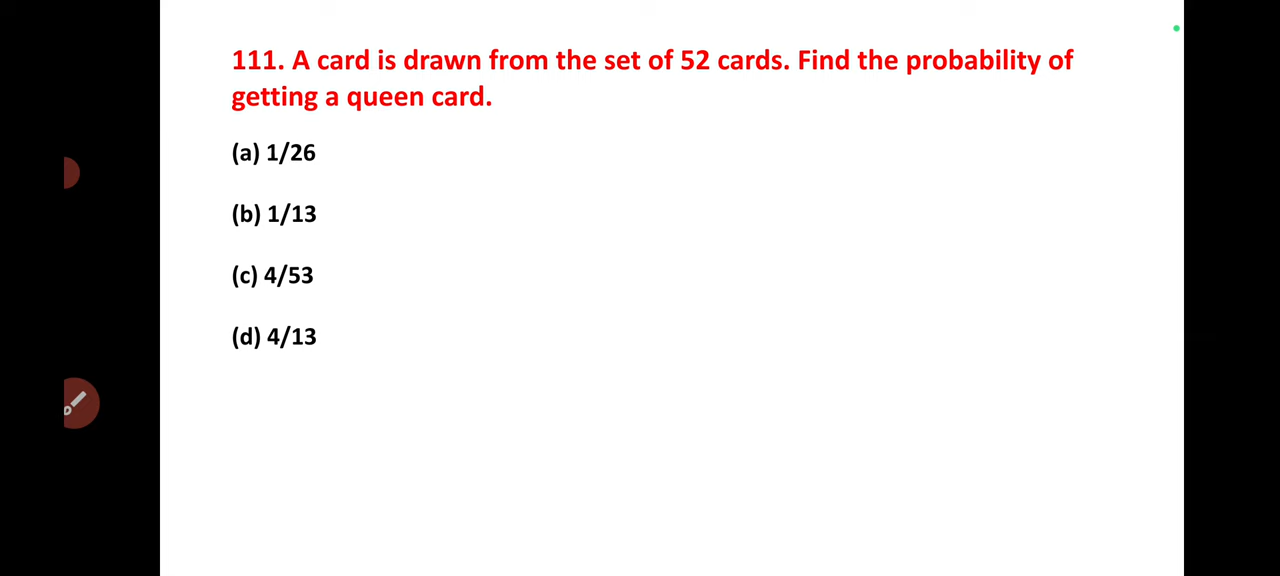 111. A card is drawn from the set of 52 cards. Find the probability of
getting a queen card.
(a) 1/26
(b) 1/13
(c) 4/53
(d) 4/13